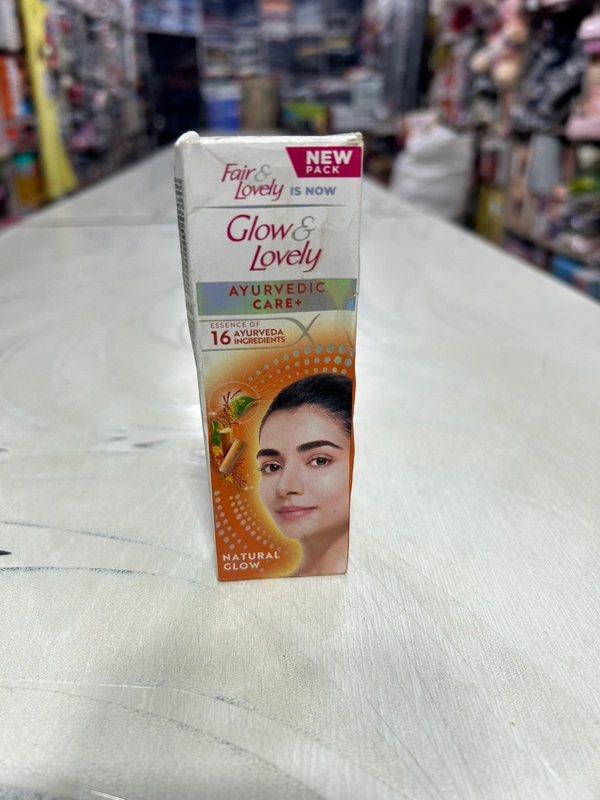 NEW
PACK
Fair &
Lovely IS NOW
Glow &
Lovely
AYURVEDIC
CARE+
ESSENCE OF
16 AYURVEDA
INGREDIENTS
NATURAL
GLOW